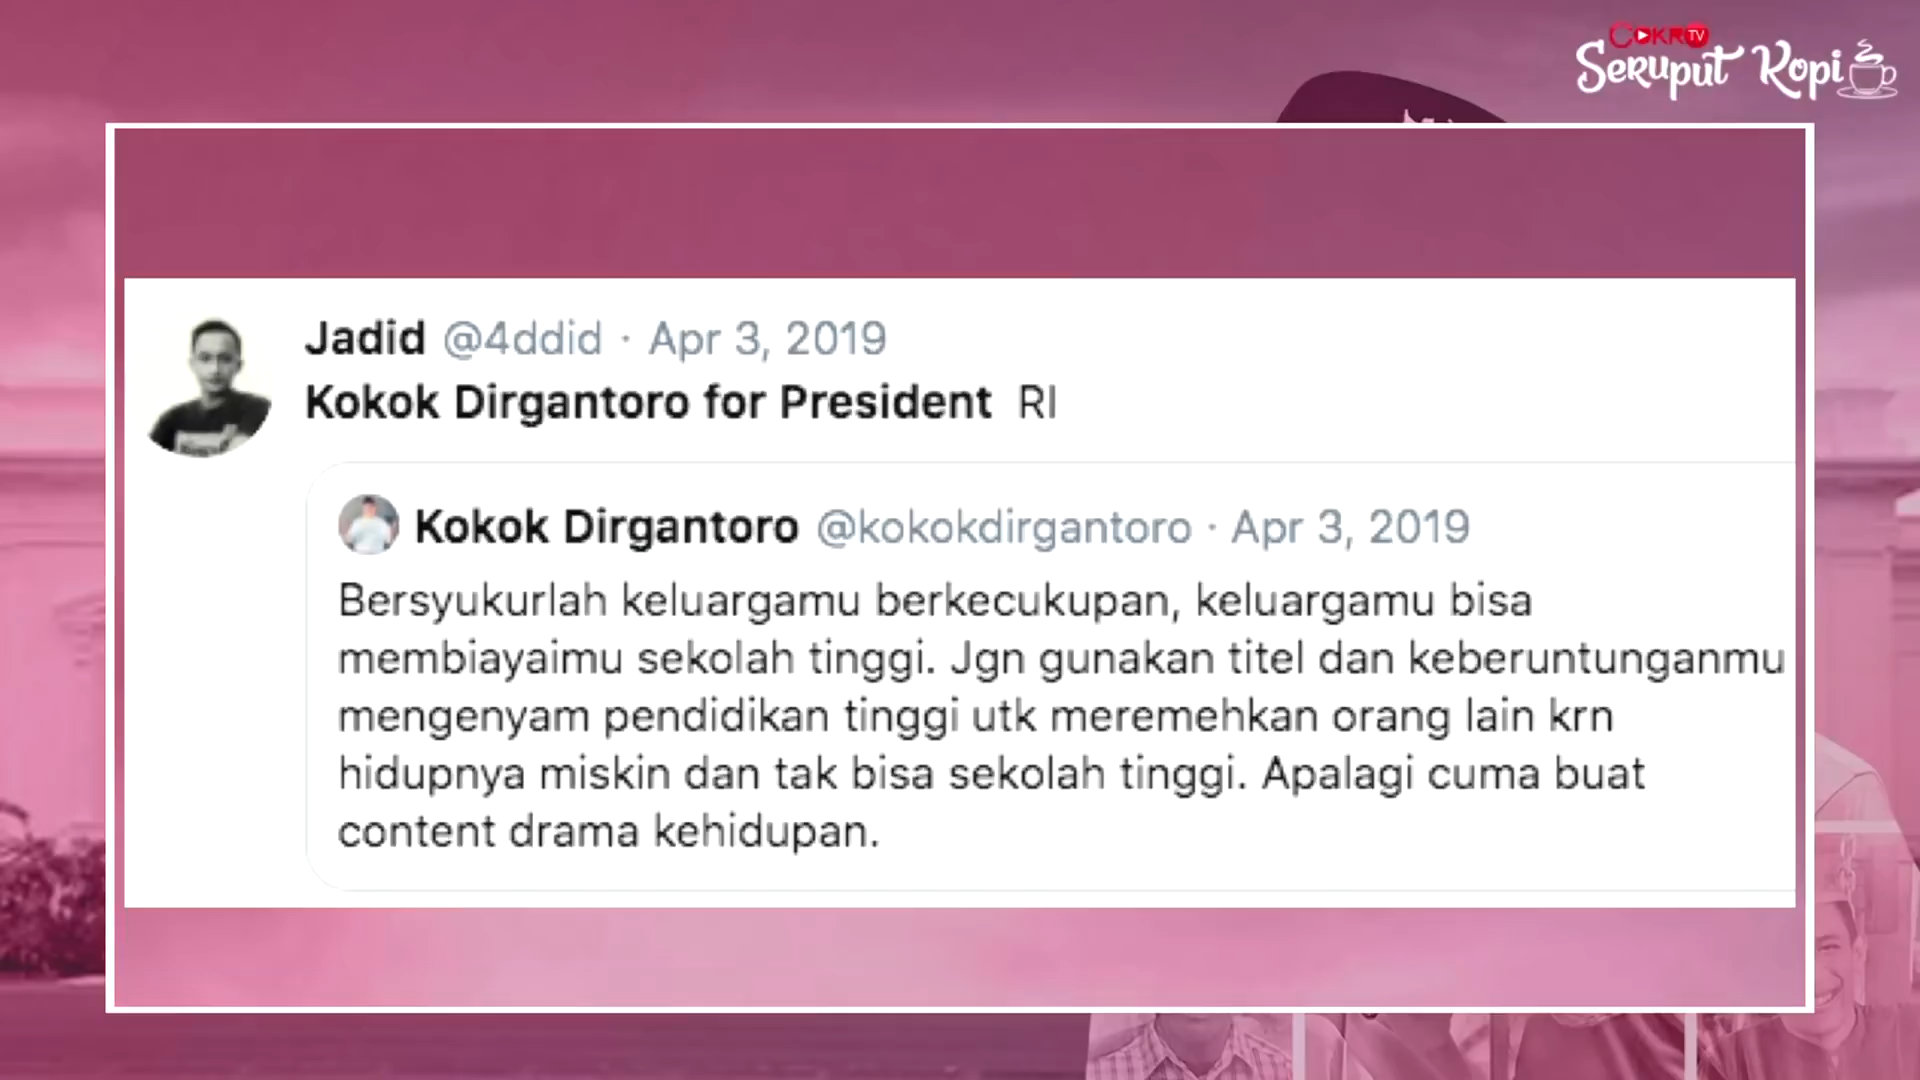 COKRO TV
Seruput Kopi
Jadid @4ddid · Apr 3, 2019
Kokok Dirgantoro for President RI
Kokok Dirgantoro @kokokdirgantoro · Apr 3, 2019
Bersyukurlah keluargamu berkecukupan, keluargamu bisa
membiayaimu sekolah tinggi. Jgn gunakan titel dan keberuntunganmu
mengenyam pendidikan tinggi utk meremehkan orang lain krn
hidupnya miskin dan tak bisa sekolah tinggi. Apalagi cuma buat
content drama kehidupan.